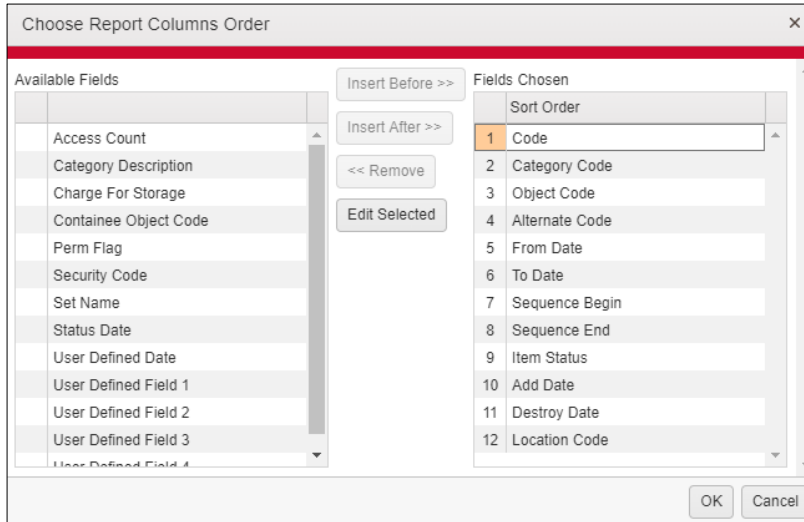 Choose Report Columns Order ×
Available Fields
Access Count
Category Description
Charge For Storage
Containee Object Code
Perm Flag
Security Code
Set Name
Status Date
User Defined Date
User Defined Field 1
User Defined Field 2
User Defined Field 3
User Defined Field 4
Insert Before >>
Insert After >>
<< Remove
Edit Selected
Fields Chosen
Sort Order
1 Code
2 Category Code
3 Object Code
4 Alternate Code
5 From Date
6 To Date
7 Sequence Begin
8 Sequence End
9 Item Status
10 Add Date
11 Destroy Date
12 Location Code
OK Cancel